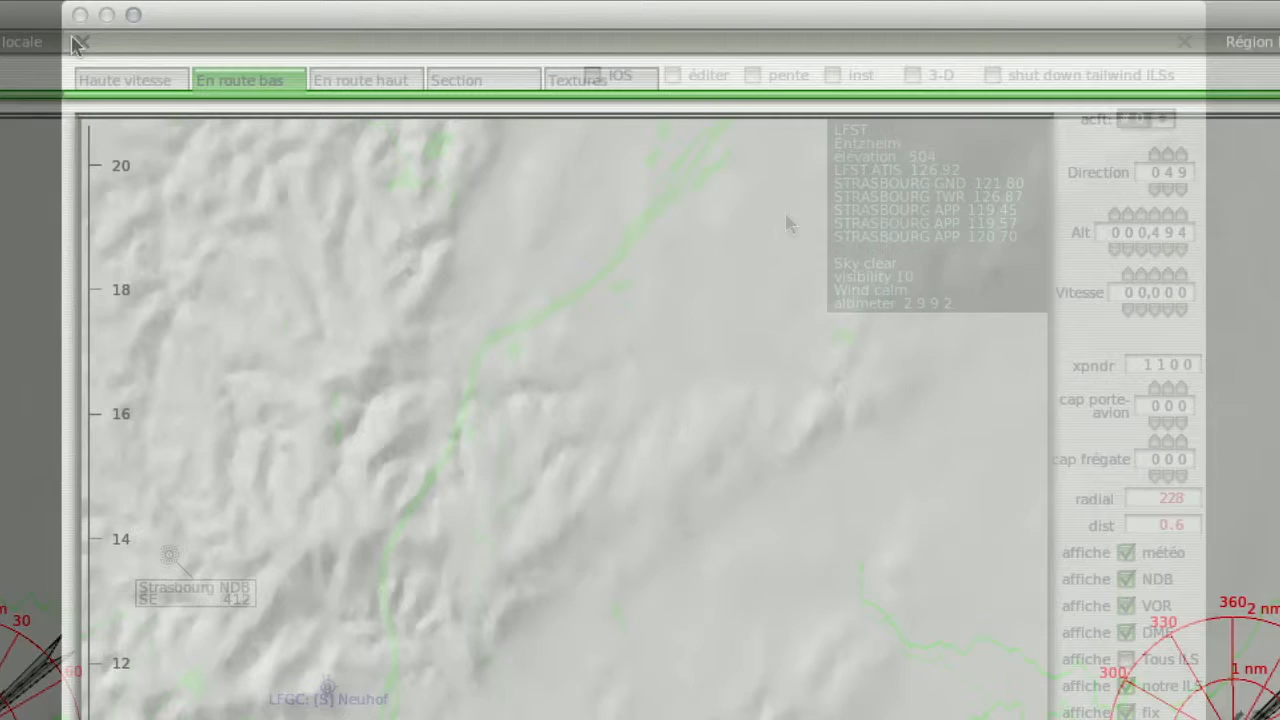 locale
Région
Haute vitesse
En route bas
En route haut
Section
Textures
IOS
éditer
pente
inst
3-D
shut down tailwind ILSs
LFST
Entzheim
elevation 504
LFST ATIS 126.92
STRASBOURG GND 121.80
STRASBOURG TWR 126.87
STRASBOURG APP 119.45
STRASBOURG APP 119.57
STRASBOURG APP 120.70
Sky clear
visibility 10
Wind calm
altimeter 2 9 9 2
acft: 0
Direction 0 4 9
Alt 0 0 0,4 9 4
Vitesse 0 0,0 0 0
xpndr 1 1 0 0
cap porte-
avion 0 0 0
cap frégate 0 0 0
radial 228
dist 0.6
affiche météo
affiche NDB
affiche VOR
affiche DME
affiche Tous ILS
affiche notre ILS
affiche fix
20
18
16
14
12
Strasbourg NDB
SE 412
LFGC: [S] Neuhof
30
60
360
2 nm
330
300
1 nm